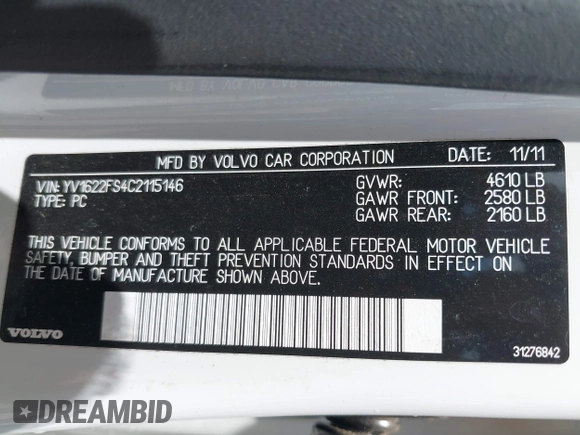 MFD BY VOLVO CAR CORPORATION DATE: 11/11
VIN: YV1622FS4C2115146 GVWR: 4610 LB
TYPE: PC GAWR FRONT: 2580 LB
GAWR REAR: 2160 LB
THIS VEHICLE CONFORMS TO ALL APPLICABLE FEDERAL MOTOR VEHICLE
SAFETY, BUMPER AND THEFT PREVENTION STANDARDS IN EFFECT ON
THE DATE OF MANUFACTURE SHOWN ABOVE.
VOLVO
31276842
DREAMBID